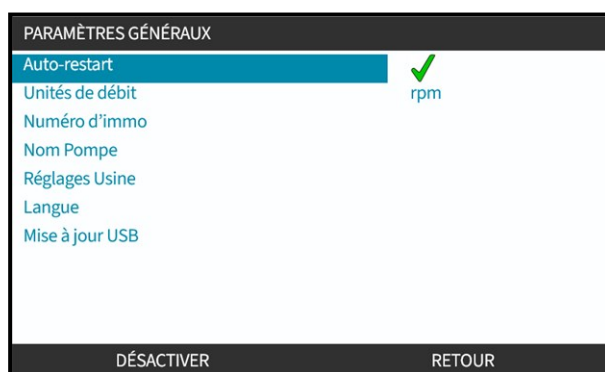 PARAMÈTRES GÉNÉRAUX
Auto-restart
Unités de débit rpm
Numéro d'immo
Nom Pompe
Réglages Usine
Langue
Mise à jour USB
DÉSACTIVER RETOUR